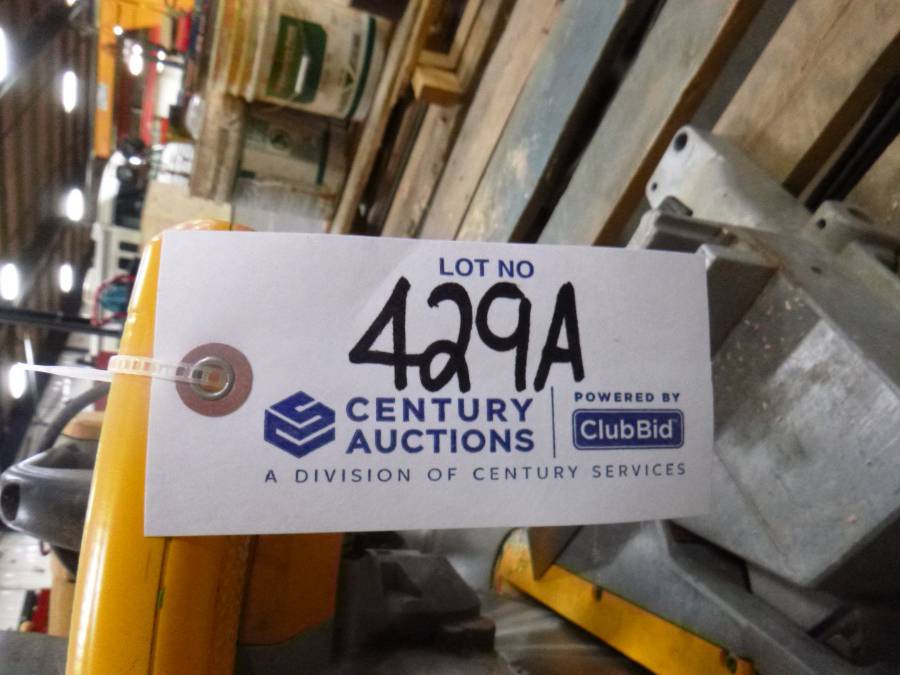 LOT NO
429A
CENTURY
AUCTIONS
POWERED BY
ClubBid
A DIVISION OF CENTURY SERVICES